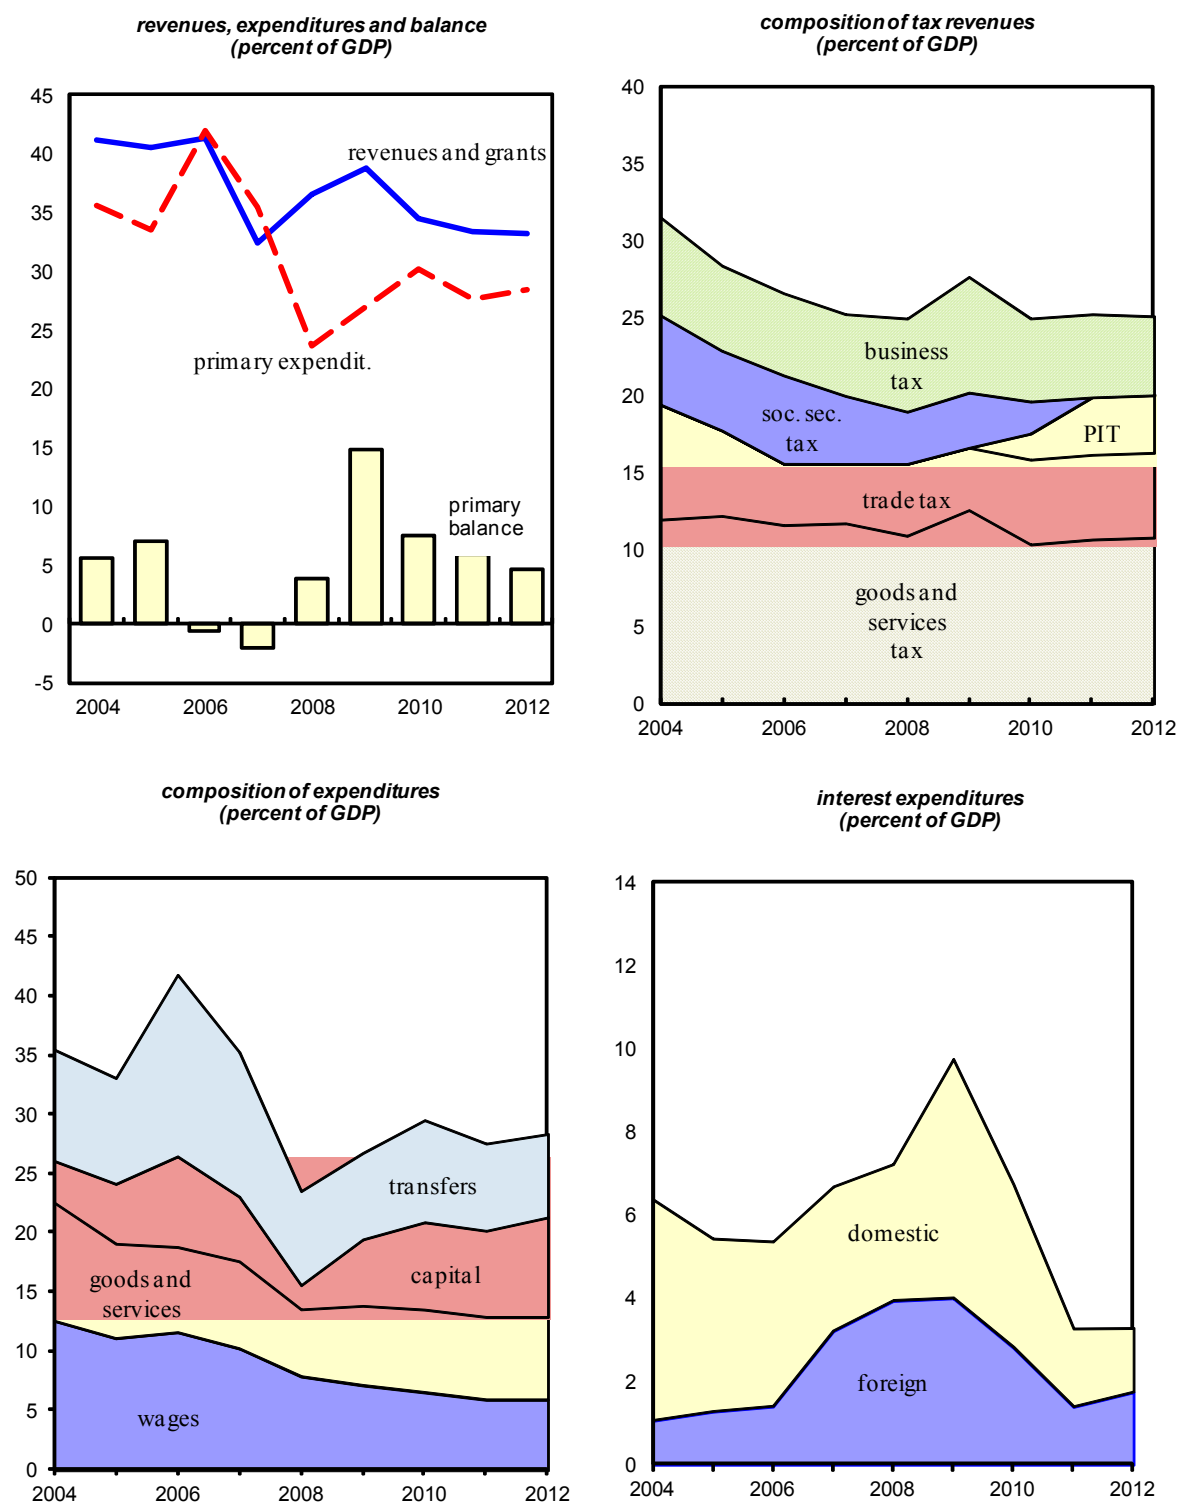 revenues, expenditures and balance
(percent of GDP)
45
40
35
30
25
20
15
10
5
0
-5
revenues and grants
primary expendit.
primary
balance
2004
2006
2008
2010
2012
composition of tax revenues
(percent of GDP)
40
35
30
25
20
15
10
5
0
business
tax
soc. sec.
tax
PIT
trade tax
goods and
services
tax
2004
2006
2008
2010
2012
composition of expenditures
(percent of GDP)
50
45
40
35
30
25
20
15
10
5
0
transfers
capital
goods and
services
wages
2004
2006
2008
2010
2012
interest expenditures
(percent of GDP)
14
12
10
8
6
4
2
0
domestic
foreign
2004
2006
2008
2010
2012